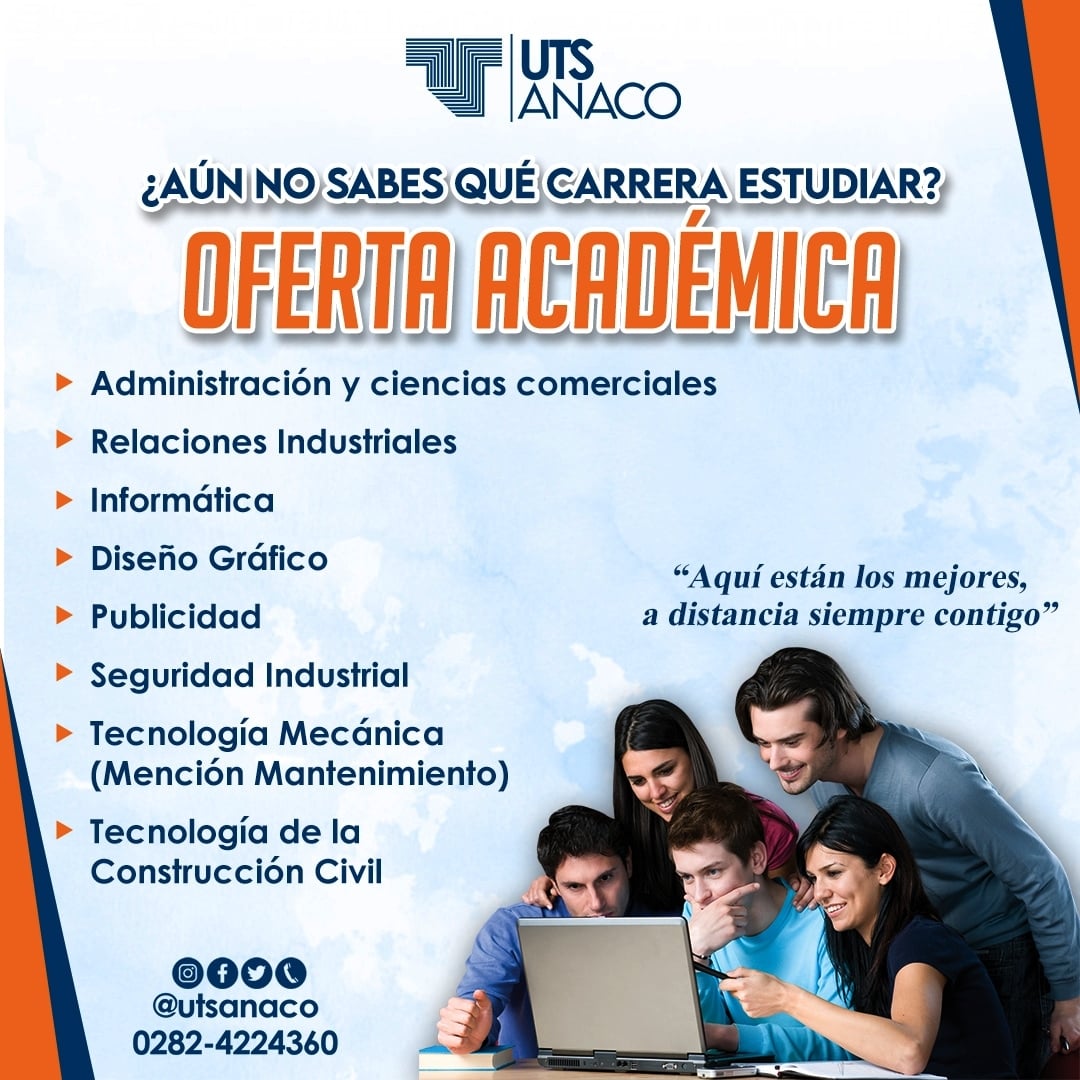 UTS
ANACO
¿AÚN NO SABES QUÉ CARRERA ESTUDIAR?
OFERTA ACADÉMICA
Administración y ciencias comerciales
Relaciones Industriales
Informática
Diseño Gráfico
Publicidad
Seguridad Industrial
Tecnología Mecánica
(Mención Mantenimiento)
Tecnología de la
Construcción Civil
“Aquí están los mejores,
a distancia siempre contigo”
@utsanaco
0282-4224360